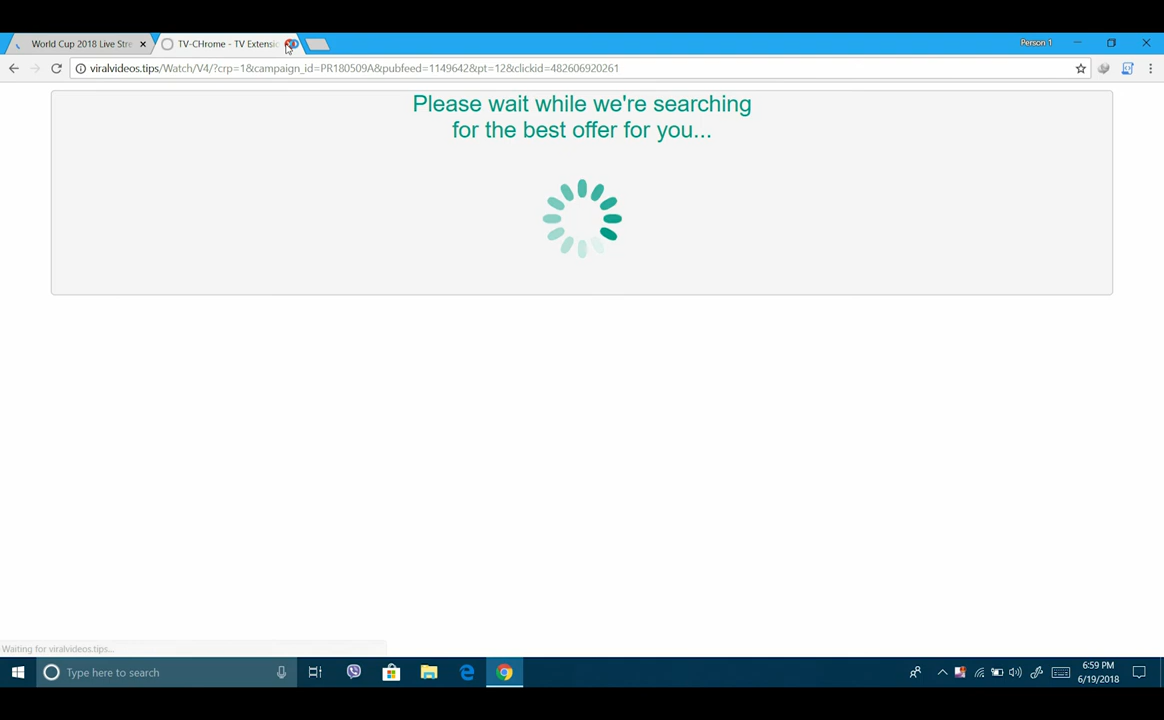 World Cup 2018 Live Stre
TV-CHrome - TV Extensio
Person 1
viralvideos.tips/Watch/V4/?crp=1&campaign_id=PR180509A&pubfeed=1149642&pt=12&clickid=482606920261
Please wait while we're searching
for the best offer for you...
Waiting for viralvideos.tips...
Type here to search
6:59 PM
6/19/2018